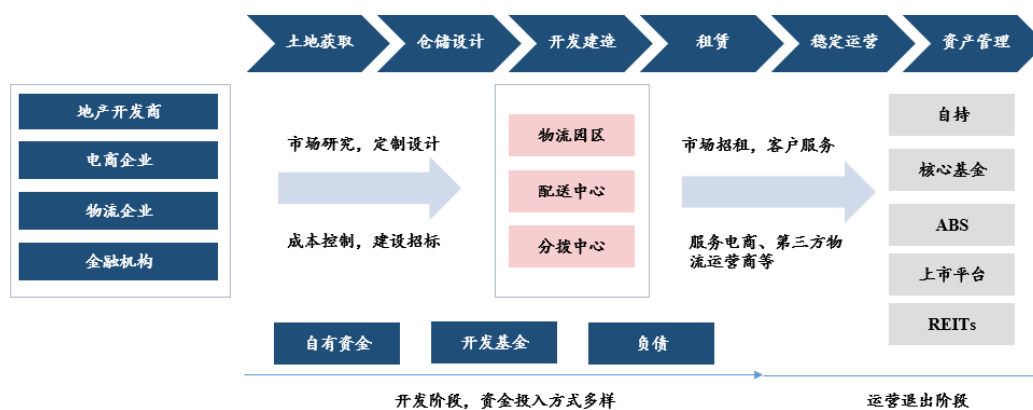 土地获取
仓储设计
开发建造
租赁
稳定运营
资产管理
地产开发商
电商企业
物流企业
金融机构
市场研究，定制设计
成本控制，建设招标
物流园区
配送中心
分拨中心
市场招租，客户服务
服务电商、第三方物
流运营商等
自持
核心基金
ABS
上市平台
REITs
自有资金
开发基金
负债
开发阶段，资金投入方式多样
运营退出阶段